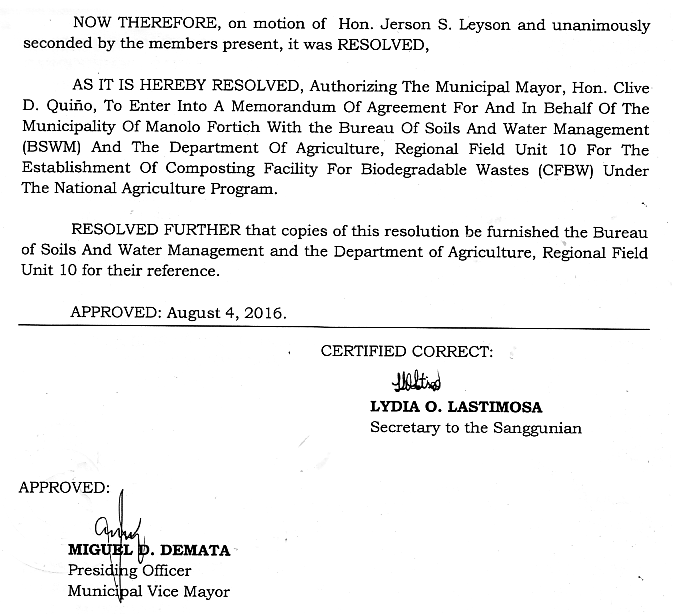 NOW THEREFORE, on motion of Hon. Jerson S. Leyson and unanimously
seconded by the members present, it was RESOLVED,
AS IT IS HEREBY RESOLVED, Authorizing The Municipal Mayor, Hon. Clive
D. Quiño, To Enter Into A Memorandum Of Agreement For And In Behalf Of The
Municipality Of Manolo Fortich With the Bureau Of Soils And Water Management
(BSWM) And The Department Of Agriculture, Regional Field Unit 10 For The
Establishment Of Composting Facility For Biodegradable Wastes (CFBW) Under
The National Agriculture Program.
RESOLVED FURTHER that copies of this resolution be furnished the Bureau
of Soils And Water Management and the Department of Agriculture, Regional Field
Unit 10 for their reference.
APPROVED: August 4, 2016.
CERTIFIED CORRECT:
LYDIA O. LASTIMOSA
Secretary to the Sanggunian
APPROVED:
MIGUEL D. DEMATA
Presiding Officer
Municipal Vice Mayor